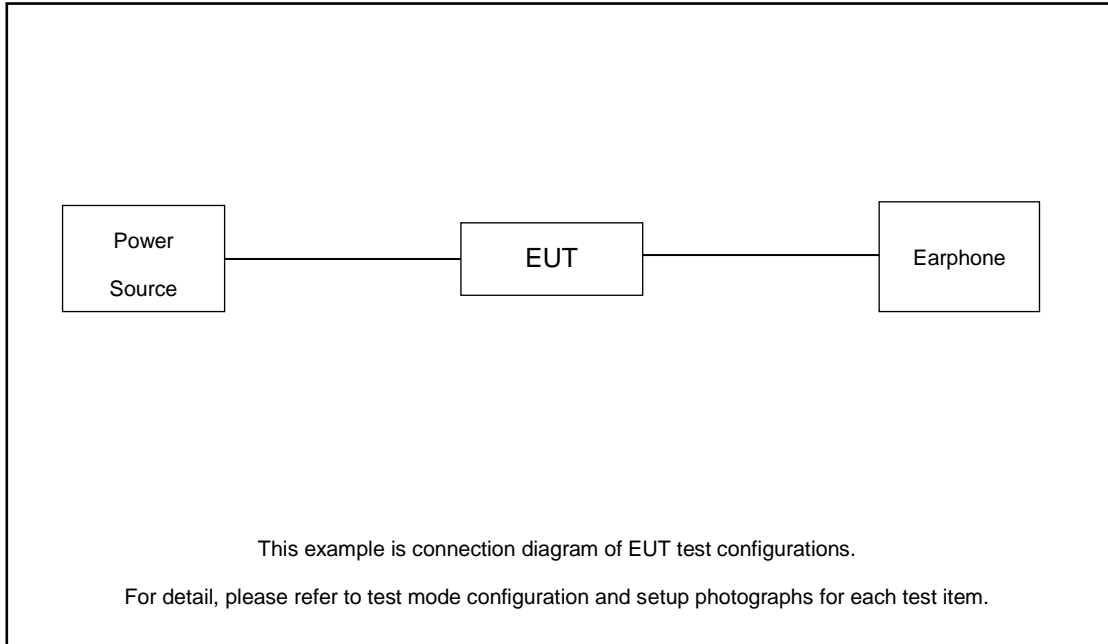 Power
Source
EUT
Earphone
This example is connection diagram of EUT test configurations.
For detail, please refer to test mode configuration and setup photographs for each test item.